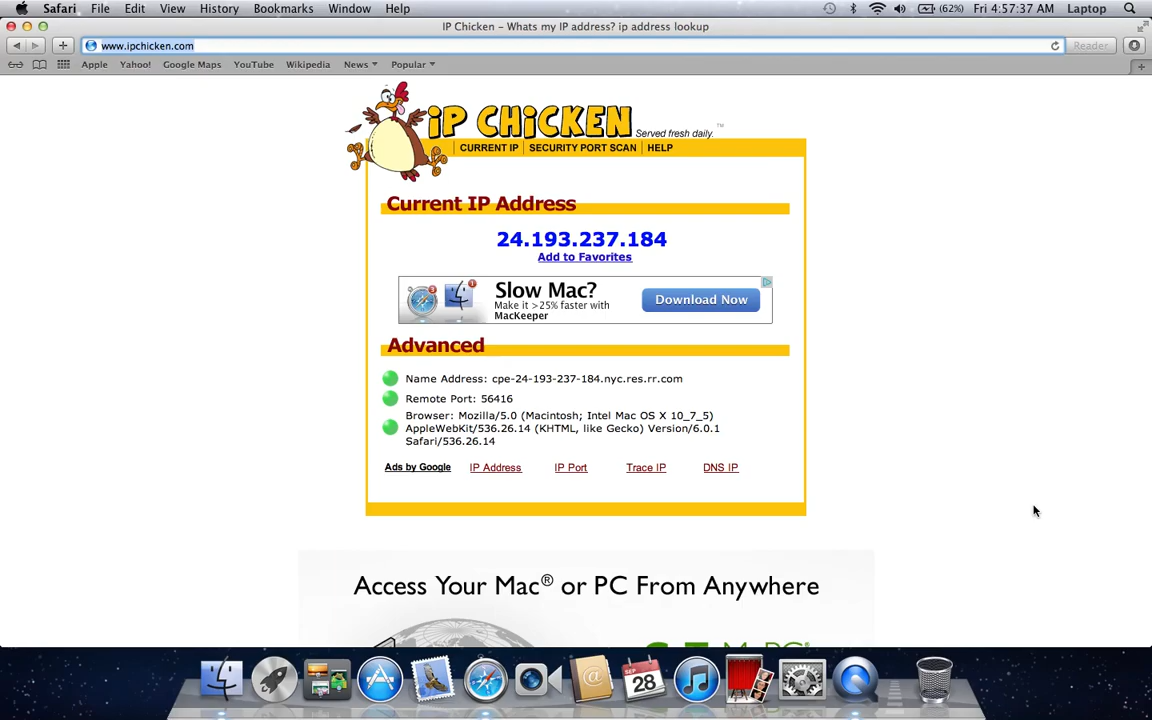 Safari File Edit View History Bookmarks Window Help (62%) Fri 4:57:37 AM Laptop
IP Chicken – Whats my IP address? ip address lookup
www.ipchicken.com Reader
Apple Yahoo! Google Maps YouTube Wikipedia News Popular
iP CHiCKEN Served fresh daily. ™
CURRENT IP | SECURITY PORT SCAN | HELP
Current IP Address
24.193.237.184
Add to Favorites
Slow Mac?
Make it >25% faster with
MacKeeper
Download Now
Advanced
Name Address: cpe-24-193-237-184.nyc.res.rr.com
Remote Port: 56416
Browser: Mozilla/5.0 (Macintosh; Intel Mac OS X 10_7_5)
AppleWebKit/536.26.14 (KHTML, like Gecko) Version/6.0.1
Safari/536.26.14
Ads by Google IP Address IP Port Trace IP DNS IP
Access Your Mac® or PC From Anywhere
SEP
28